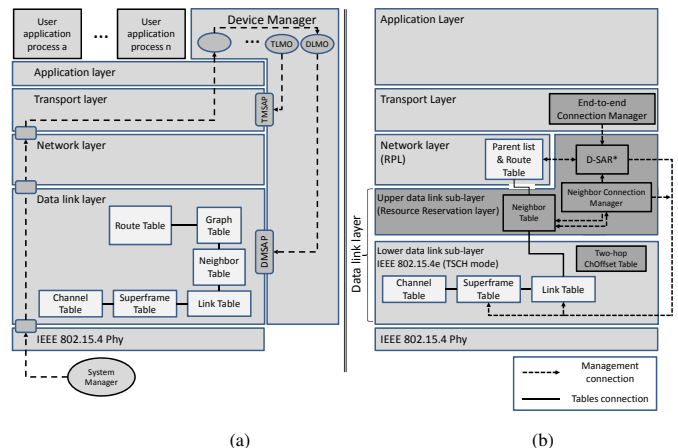 User
application
process a
...
User
application
process n
Device Manager
...
TLMO
DLMO
Application layer
Transport layer
TMSAP
Network layer
Data link layer
Route Table
Graph
Table
Neighbor
Table
DMSAP
Channel
Table
Superframe
Table
Link Table
IEEE 802.15.4 Phy
System
Manager
(a)
Application Layer
Transport Layer
End-to-end
Connection Manager
Network layer
(RPL)
Parent list
& Route
Table
D-SAR*
Data link layer
Upper data link sub-layer
(Resource Reservation layer)
Neighbor
Table
Neighbor Connection
Manager
Lower data link sub-layer
IEEE 802.15.4e (TSCH mode)
Two-hop
ChOffset Table
Channel
Table
Superframe
Table
Link Table
IEEE 802.15.4 Phy
Management
connection
Tables connection
(b)